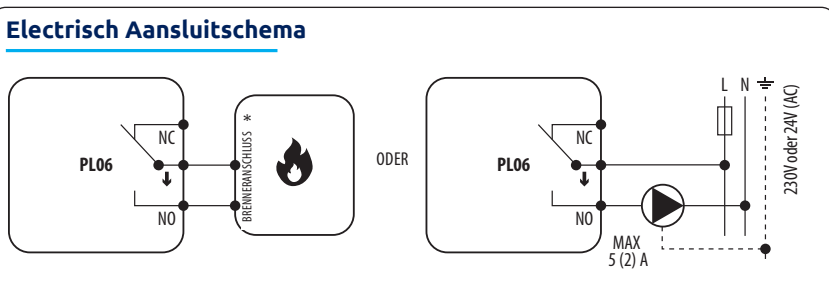 Electrisch Aansluitschema
PL06
NC
NO
BRENNERANSCHLUSS *
ODER
PL06
NC
NO
MAX
5 (2) A
L N
230V oder 24V (AC)